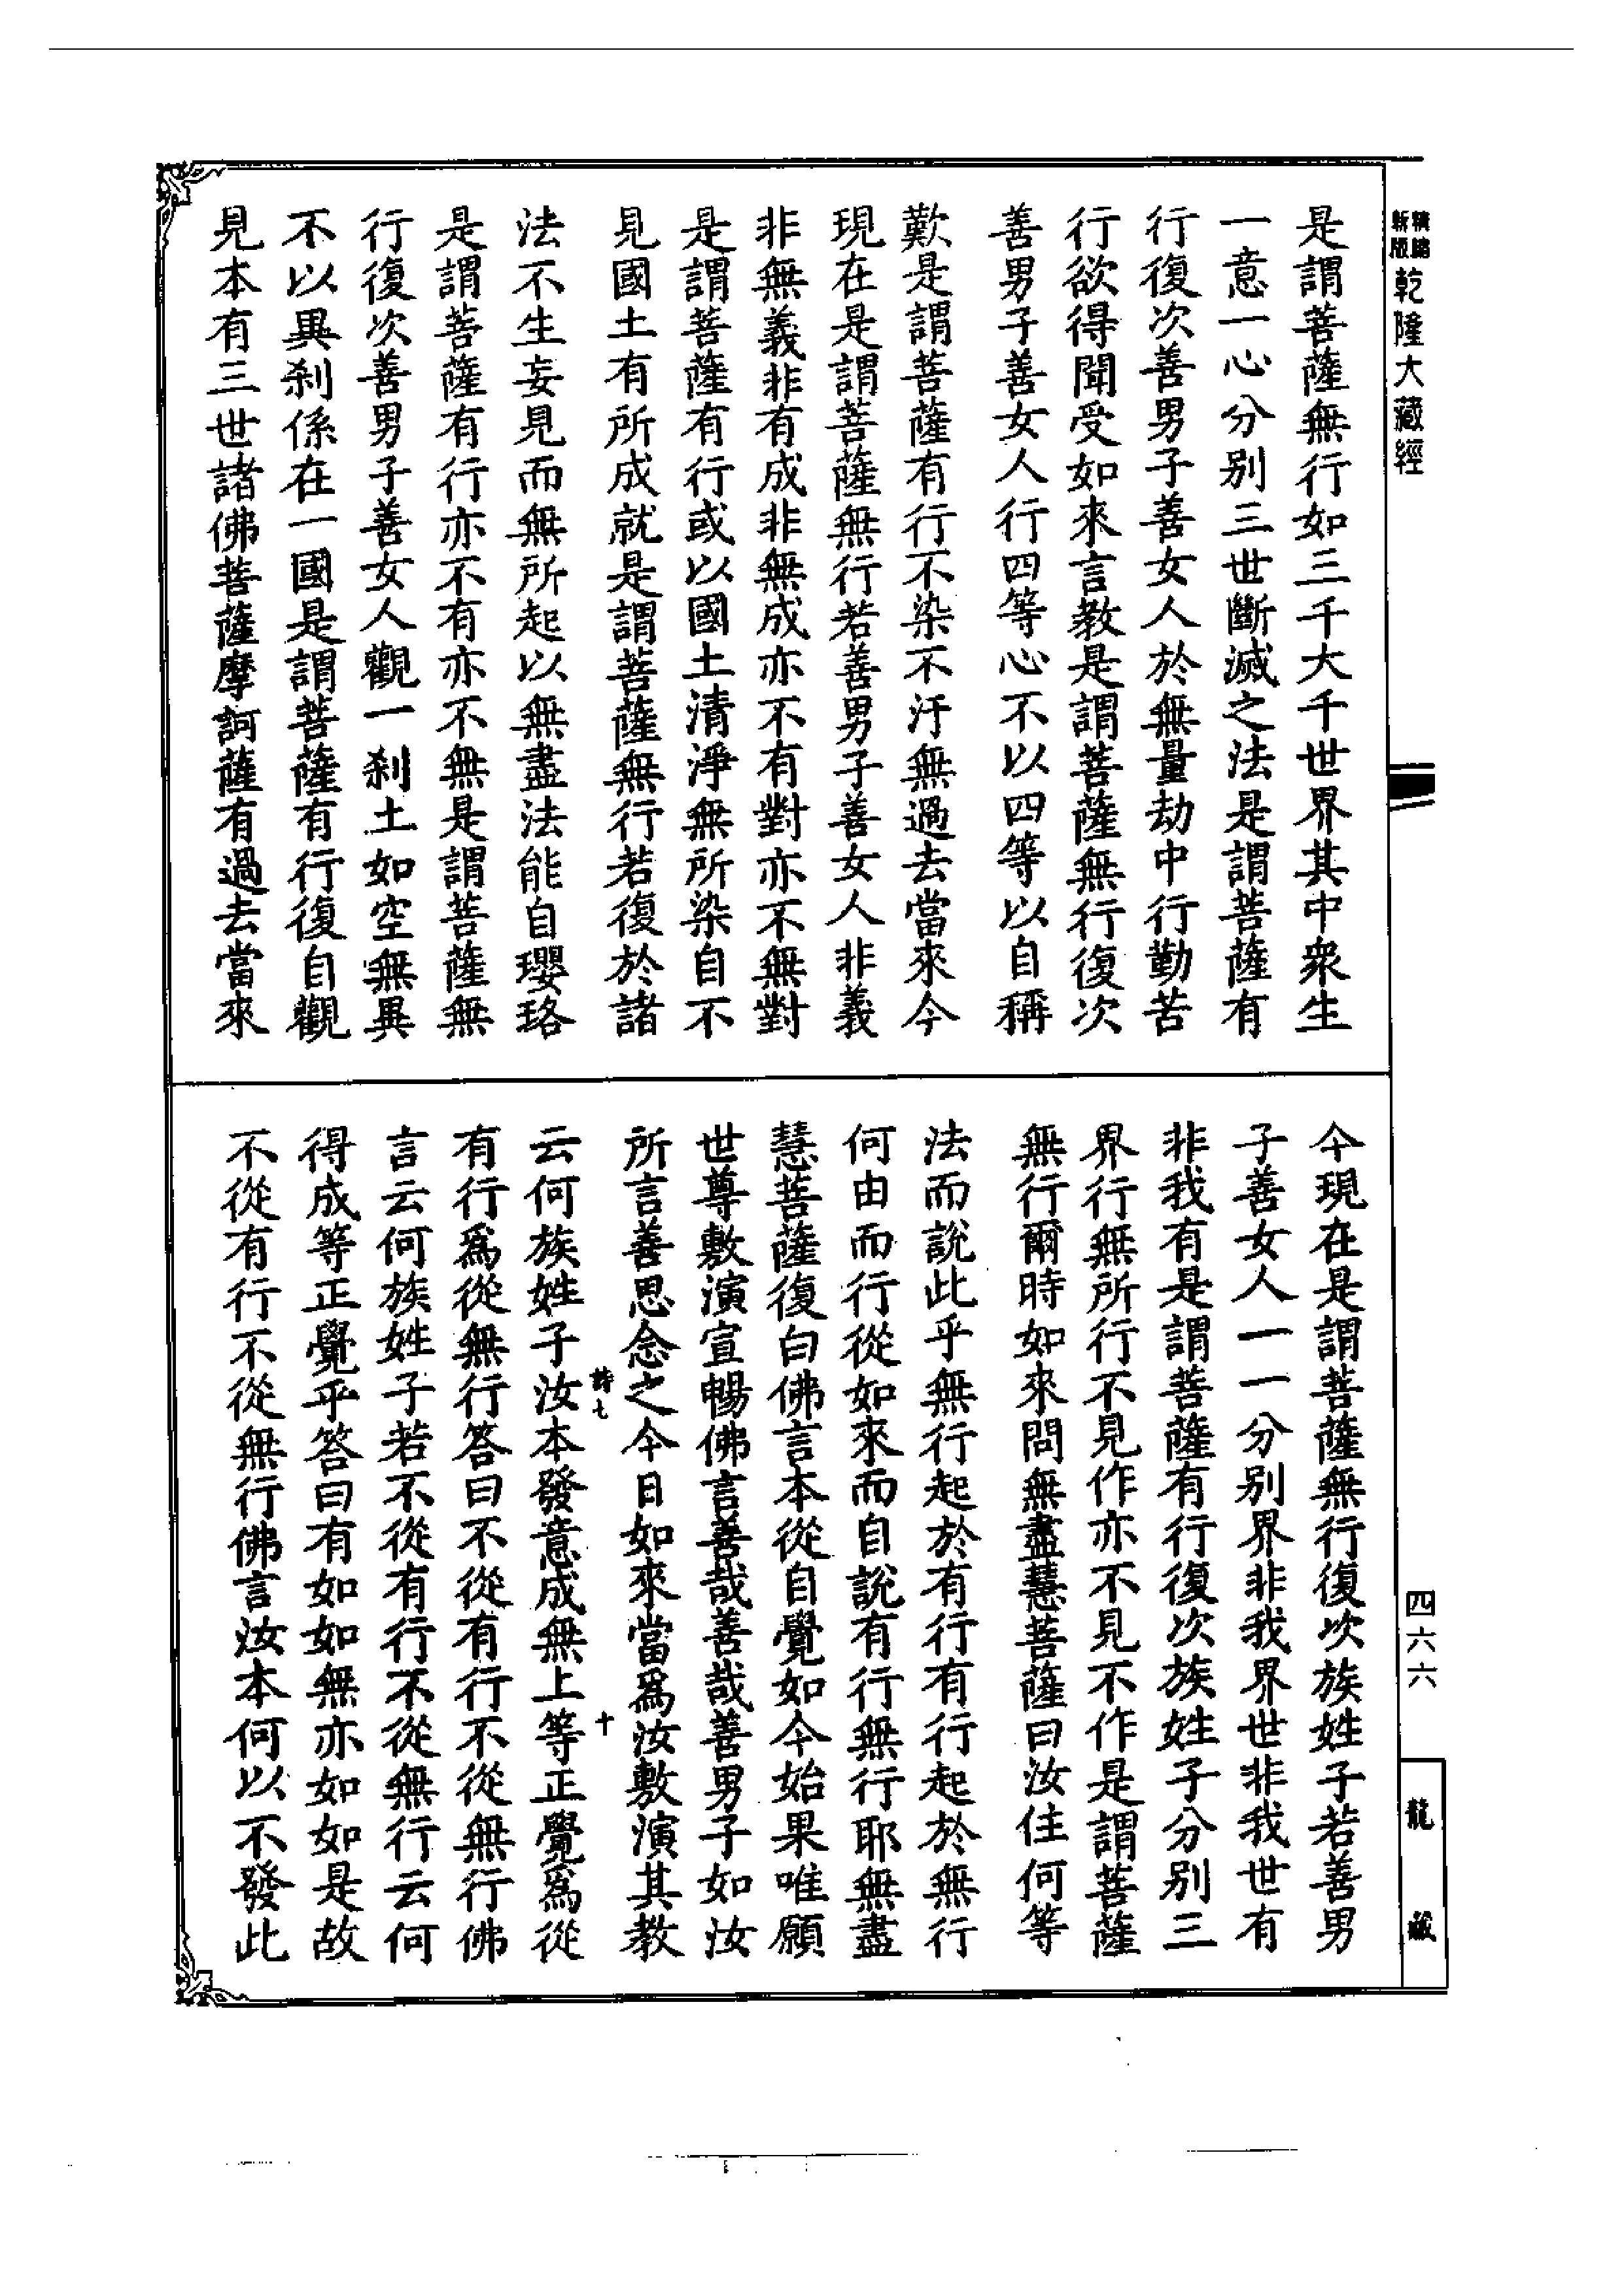 精縮新版乾隆大藏經
是謂菩薩無行如三千大千世界其中衆生
一意一心分别三世斷滅之法是謂菩薩有
行復次善男子善女人於無量劫中行勤苦
行欲得聞受如來言教是謂菩薩無行復次
善男子善女人行四等心不以四等以自稱
歎是謂菩薩有行不染不汙無過去當來今
現在是謂菩薩無行若善男子善女人非義
非無義非有成非無成亦不有對亦不無對
是謂菩薩有行或以國土清淨無所染自不
見國土有所成就是謂菩薩無行若復於諸
法不生妄見而無所起以無盡法能自瓔珞
是謂菩薩有行亦不有亦不無是謂菩薩無
行復次善男子善女人觀一刹土如空無異
不以異刹係在一國是謂菩薩有行復自觀
見本有三世諸佛菩薩摩訶薩有過去當來
今現在是謂菩薩無行復次族姓子若善男
子善女人一一分别界非我界世非我世有
非我有是謂菩薩有行復次族姓子分别三
界行無所行不見作亦不見不作是謂菩薩
無行爾時如來問無盡慧菩薩曰汝住何等
法而說此乎無行起於有行有行起於無行
何由而行從如來而自說有行無行耶無盡
慧菩薩復白佛言本從自覺如今始果唯願
世尊敷演宣暢佛言善哉善哉善男子如汝
所言善思念之今日如來當爲汝敷演其教
詩七
十
云何族姓子汝本發意成無上等正覺爲從
有行爲從無行答曰不從有行不從無行佛
言云何族姓子若不從有行不從無行云何
得成等正覺乎答曰有如如無亦如如是故
不從有行不從無行佛言汝本何以不發此
四六六
龍藏